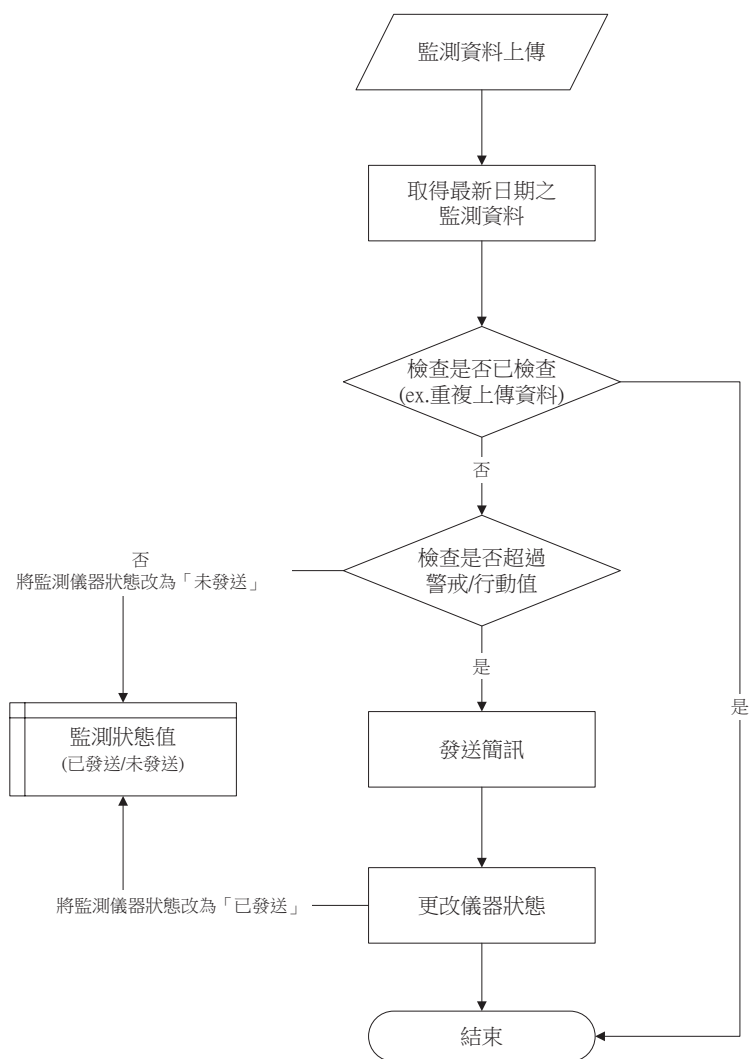 監測資料上傳
取得最新日期之
監測資料
檢查是否已檢查
(ex.重複上傳資料)
否
檢查是否超過
警戒/行動值
否
將監測儀器狀態改為「未發送」
是
是
監測狀態值
(已發送/未發送)
發送簡訊
將監測儀器狀態改為「已發送」
更改儀器狀態
結束